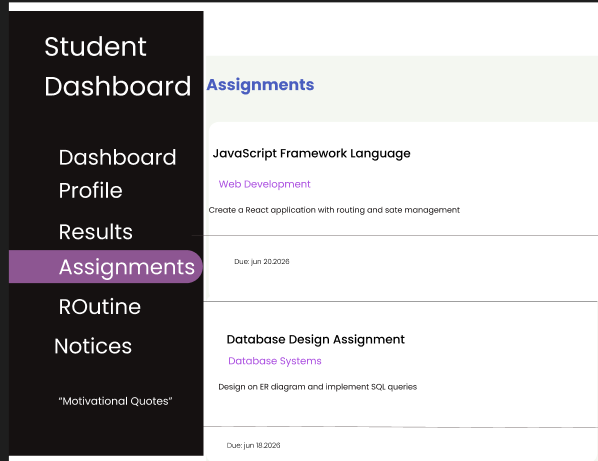 Student
Dashboard
Dashboard
Profile
Results
Assignments
ROutine
Notices
“Motivational Quotes”
Assignments
JavaScript Framework Language
Web Development
Create a React application with routing and sate management
Due: jun 20.2026
Database Design Assignment
Database Systems
Design on ER diagram and implement SQL queries
Due: jun 18.2026